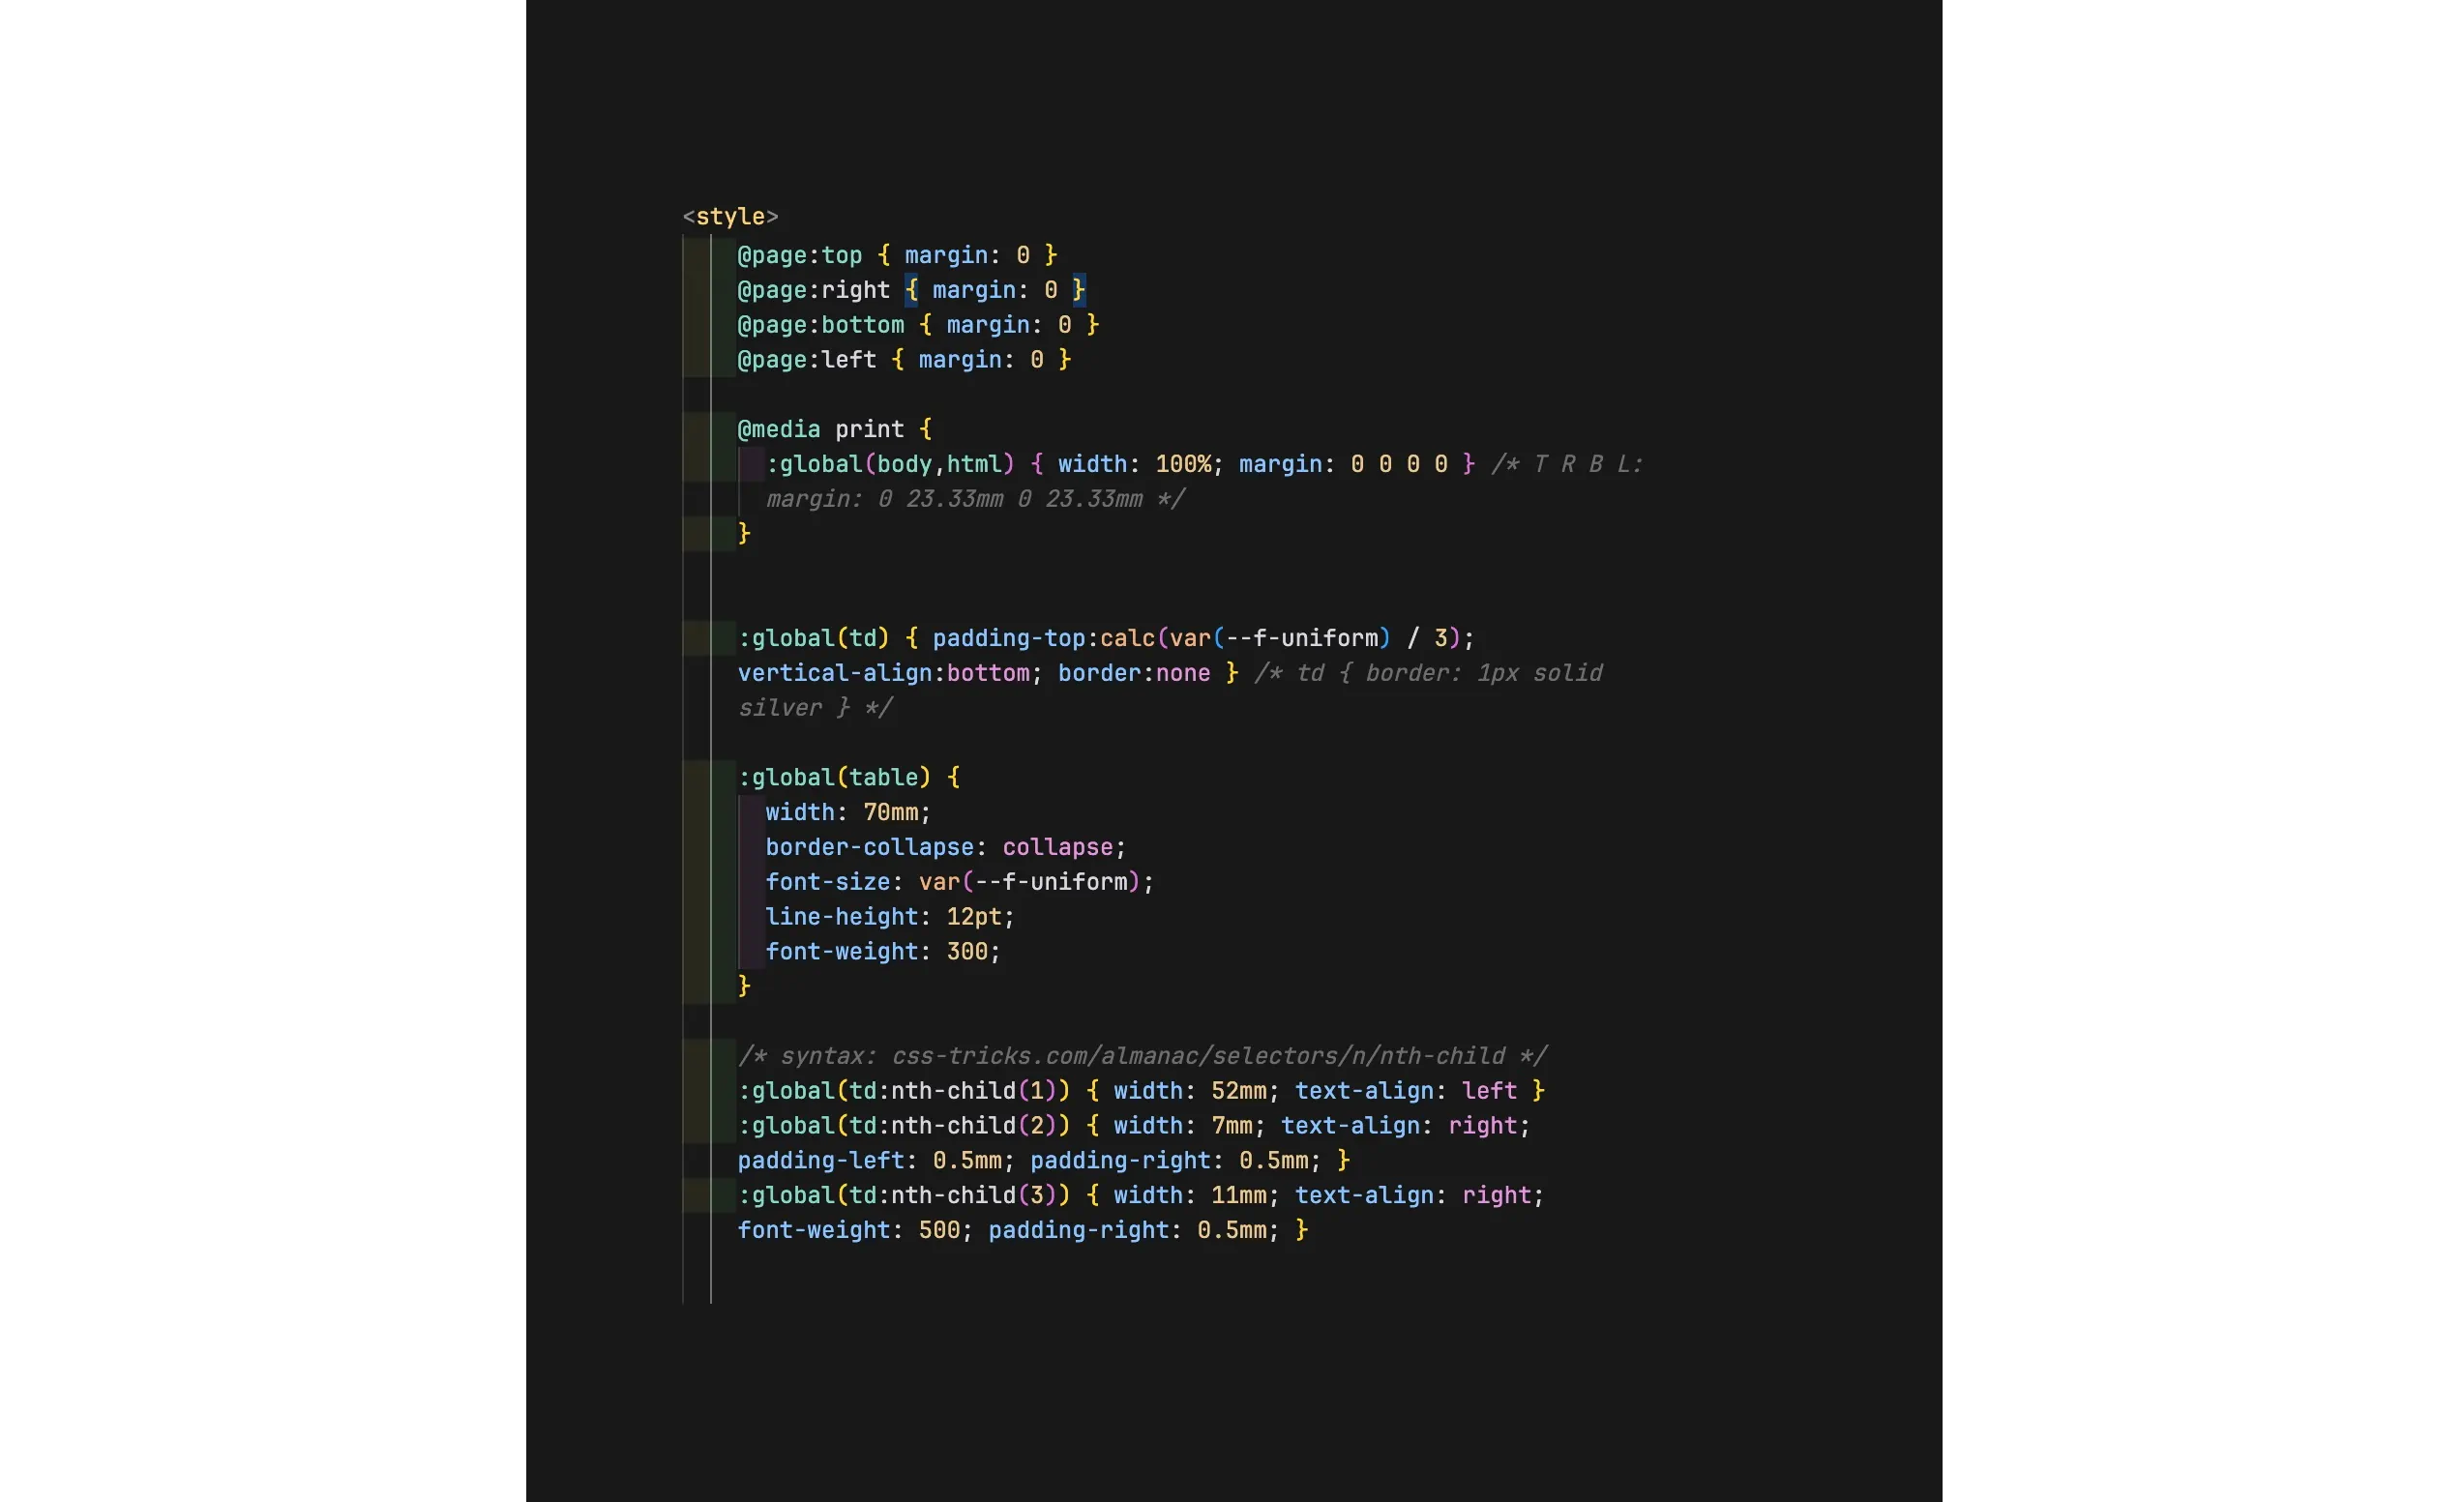 <style>
@page:top { margin: 0 }
@page:right { margin: 0 }
@page:bottom { margin: 0 }
@page:left { margin: 0 }
@media print {
:global(body,html) { width: 100%; margin: 0 0 0 0 } /* T R B L:
margin: 0 23.33mm 0 23.33mm */
}
:global(td) { padding-top:calc(var(--f-uniform) / 3);
vertical-align:bottom; border:none } /* td { border: 1px solid
silver } */
:global(table) {
width: 70mm;
border-collapse: collapse;
font-size: var(--f-uniform);
line-height: 12pt;
font-weight: 300;
}
/* syntax: css-tricks.com/almanac/selectors/n/nth-child */
:global(td:nth-child(1)) { width: 52mm; text-align: left }
:global(td:nth-child(2)) { width: 7mm; text-align: right;
padding-left: 0.5mm; padding-right: 0.5mm; }
:global(td:nth-child(3)) { width: 11mm; text-align: right;
font-weight: 500; padding-right: 0.5mm; }